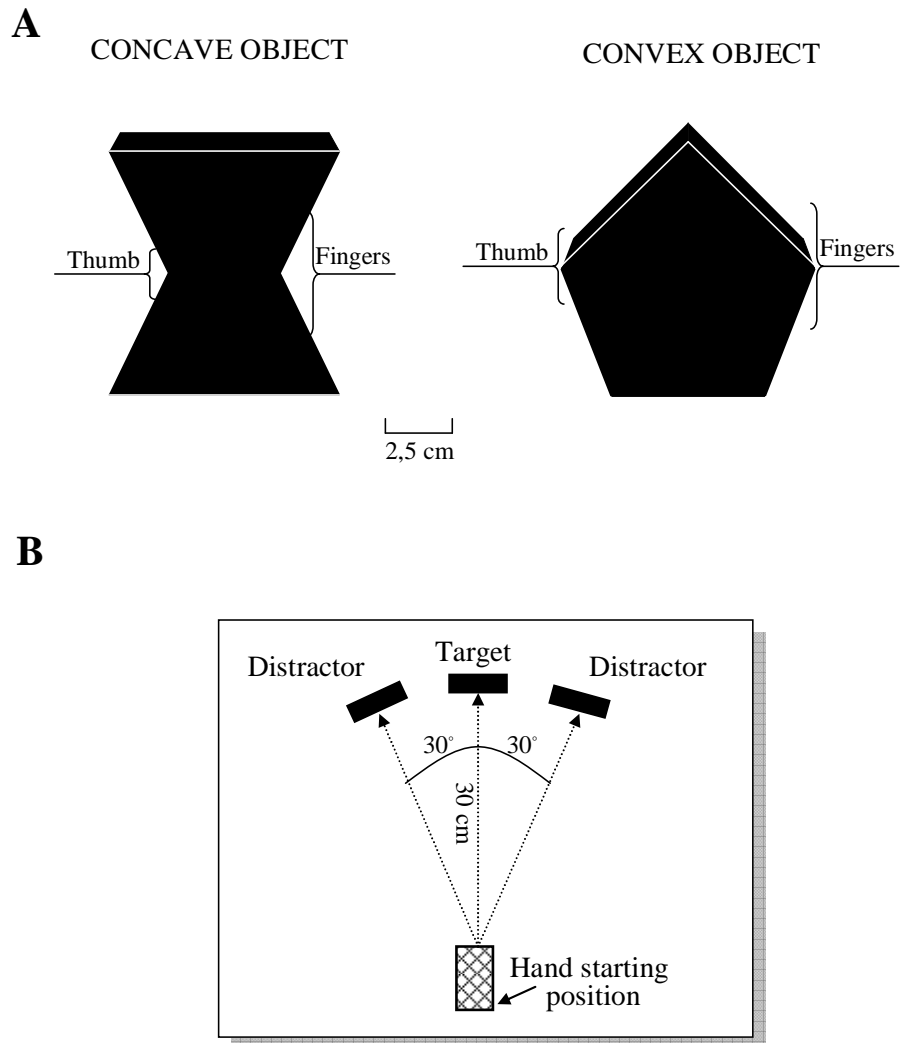 A
CONCAVE OBJECT
CONVEX OBJECT
Thumb
Fingers
Thumb
Fingers
2,5 cm
B
Distractor
Target
Distractor
30°
30°
30 cm
Hand starting
position